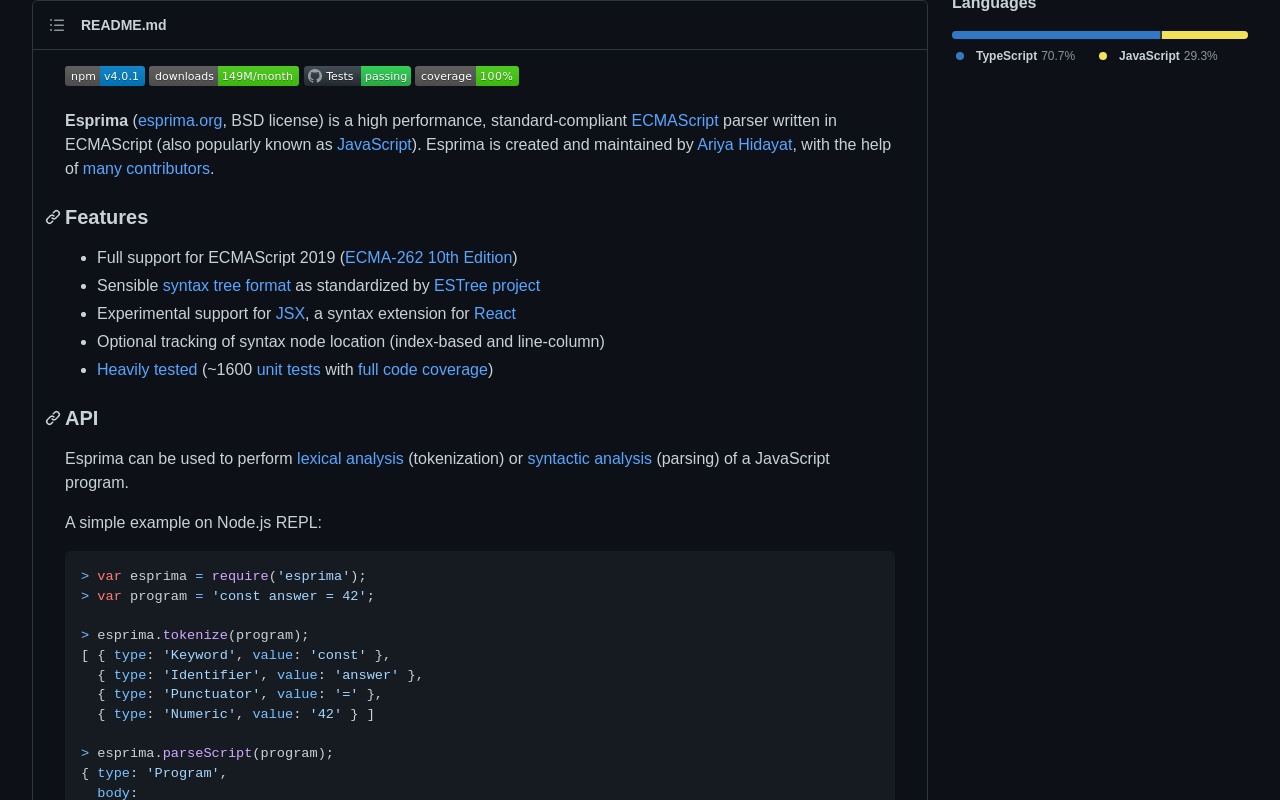 Languages
README.md
TypeScript 70.7% JavaScript 29.3%
npm v4.0.1 downloads 149M/month Tests passing coverage 100%
Esprima (esprima.org, BSD license) is a high performance, standard-compliant ECMAScript parser written in
ECMAScript (also popularly known as JavaScript). Esprima is created and maintained by Ariya Hidayat, with the help
of many contributors.
Features
• Full support for ECMAScript 2019 (ECMA-262 10th Edition)
• Sensible syntax tree format as standardized by ESTree project
• Experimental support for JSX, a syntax extension for React
• Optional tracking of syntax node location (index-based and line-column)
• Heavily tested (~1600 unit tests with full code coverage)
API
Esprima can be used to perform lexical analysis (tokenization) or syntactic analysis (parsing) of a JavaScript
program.
A simple example on Node.js REPL:
> var esprima = require('esprima');
> var program = 'const answer = 42';
> esprima.tokenize(program);
[ { type: 'Keyword', value: 'const' },
  { type: 'Identifier', value: 'answer' },
  { type: 'Punctuator', value: '=' },
  { type: 'Numeric', value: '42' } ]
> esprima.parseScript(program);
{ type: 'Program',
  body: